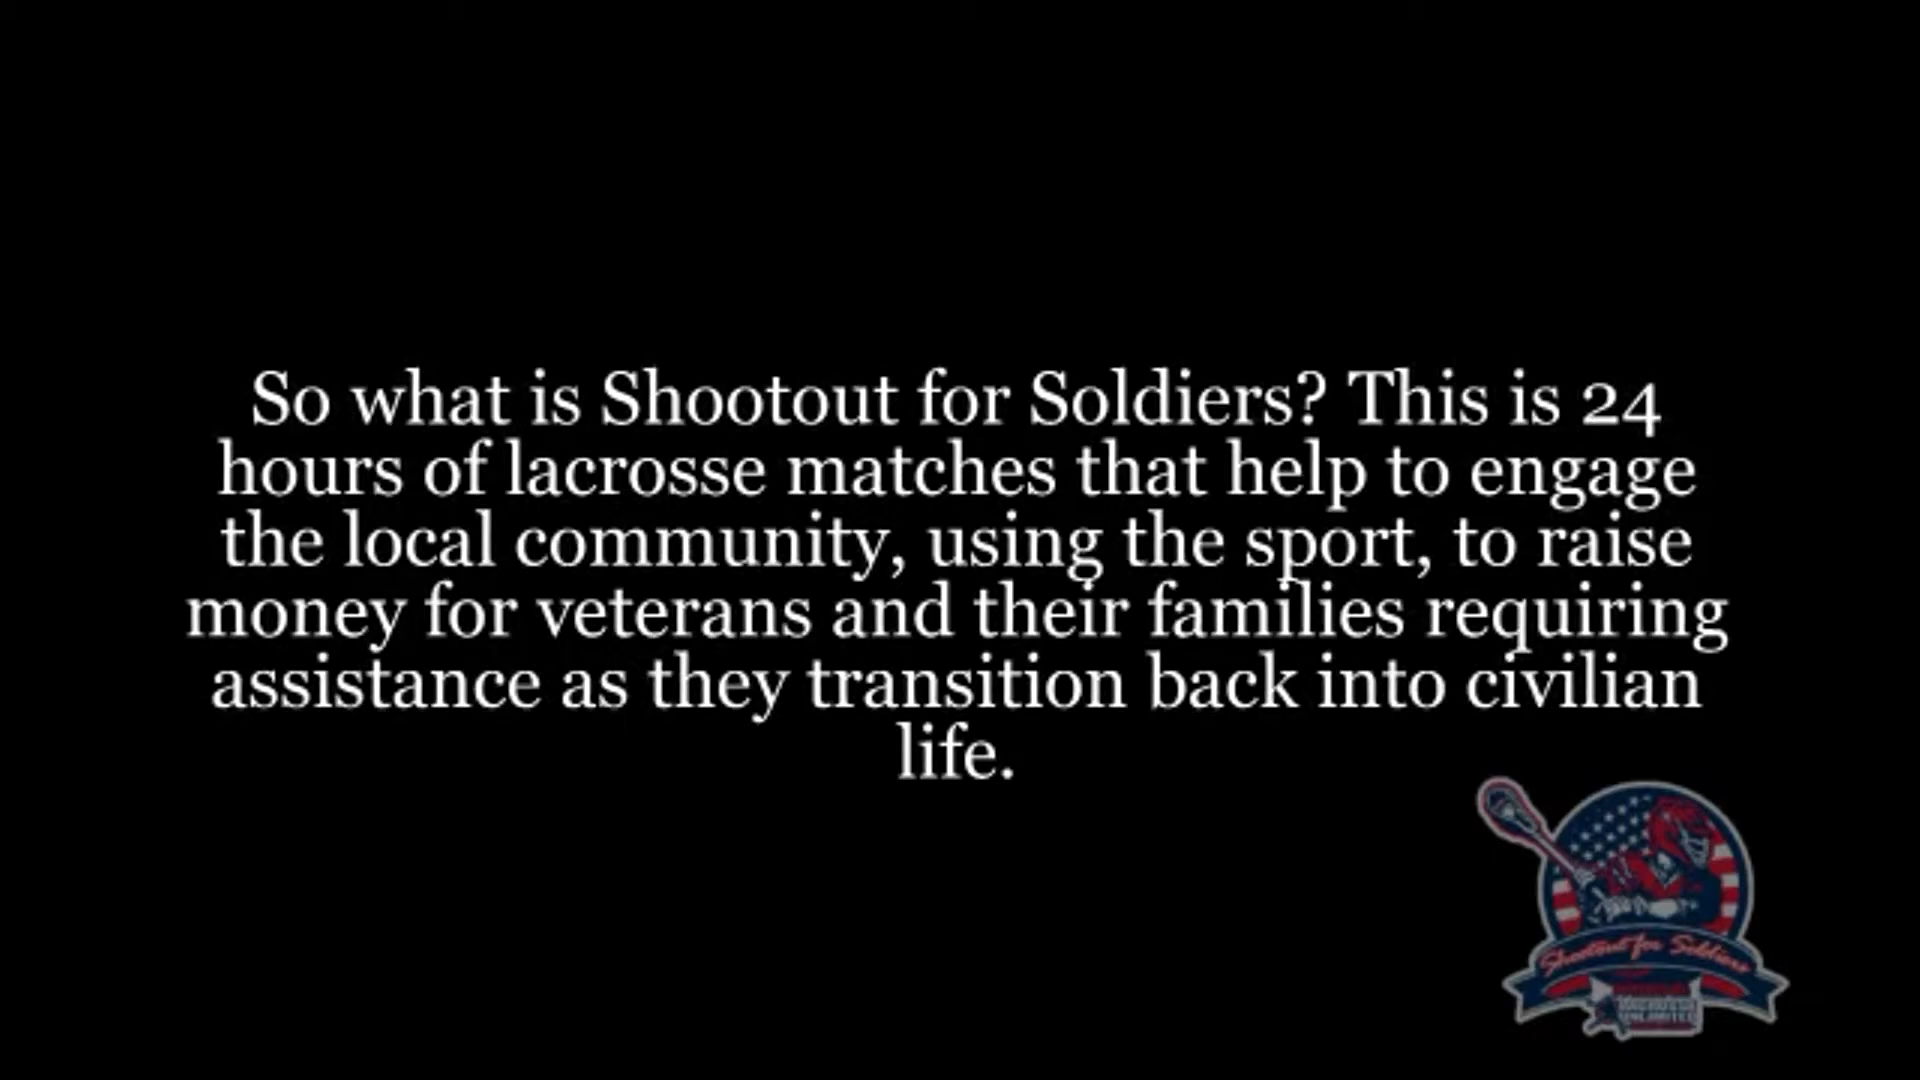 So what is Shootout for Soldiers? This is 24
hours of lacrosse matches that help to engage
the local community, using the sport, to raise
money for veterans and their families requiring
assistance as they transition back into civilian
life.
Shootout for Soldiers
LACROSSE
UNLIMITED